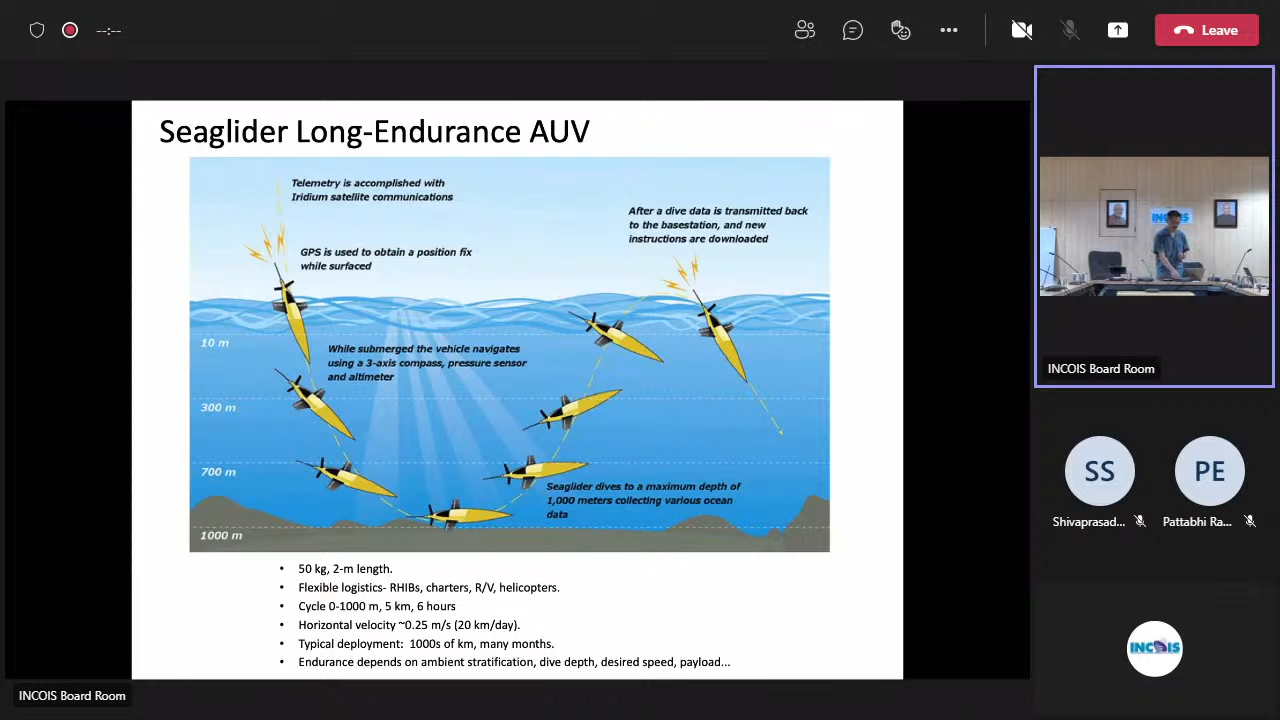 --:--
Leave
Seaglider Long-Endurance AUV
Telemetry is accomplished with
Iridium satellite communications
GPS is used to obtain a position fix
while surfaced
After a dive data is transmitted back
to the basestation, and new
instructions are downloaded
10 m
While submerged the vehicle navigates
using a 3-axis compass, pressure sensor
and altimeter
300 m
700 m
Seaglider dives to a maximum depth of
1,000 meters collecting various ocean
data
1000 m
• 50 kg, 2-m length.
• Flexible logistics- RHIBs, charters, R/V, helicopters.
• Cycle 0-1000 m, 5 km, 6 hours
• Horizontal velocity ~0.25 m/s (20 km/day).
• Typical deployment: 1000s of km, many months.
• Endurance depends on ambient stratification, dive depth, desired speed, payload...
INCOIS Board Room
INCOIS
INCOIS Board Room
SS
PE
Shivaprasad...
Pattabhi Ra...
INCOIS